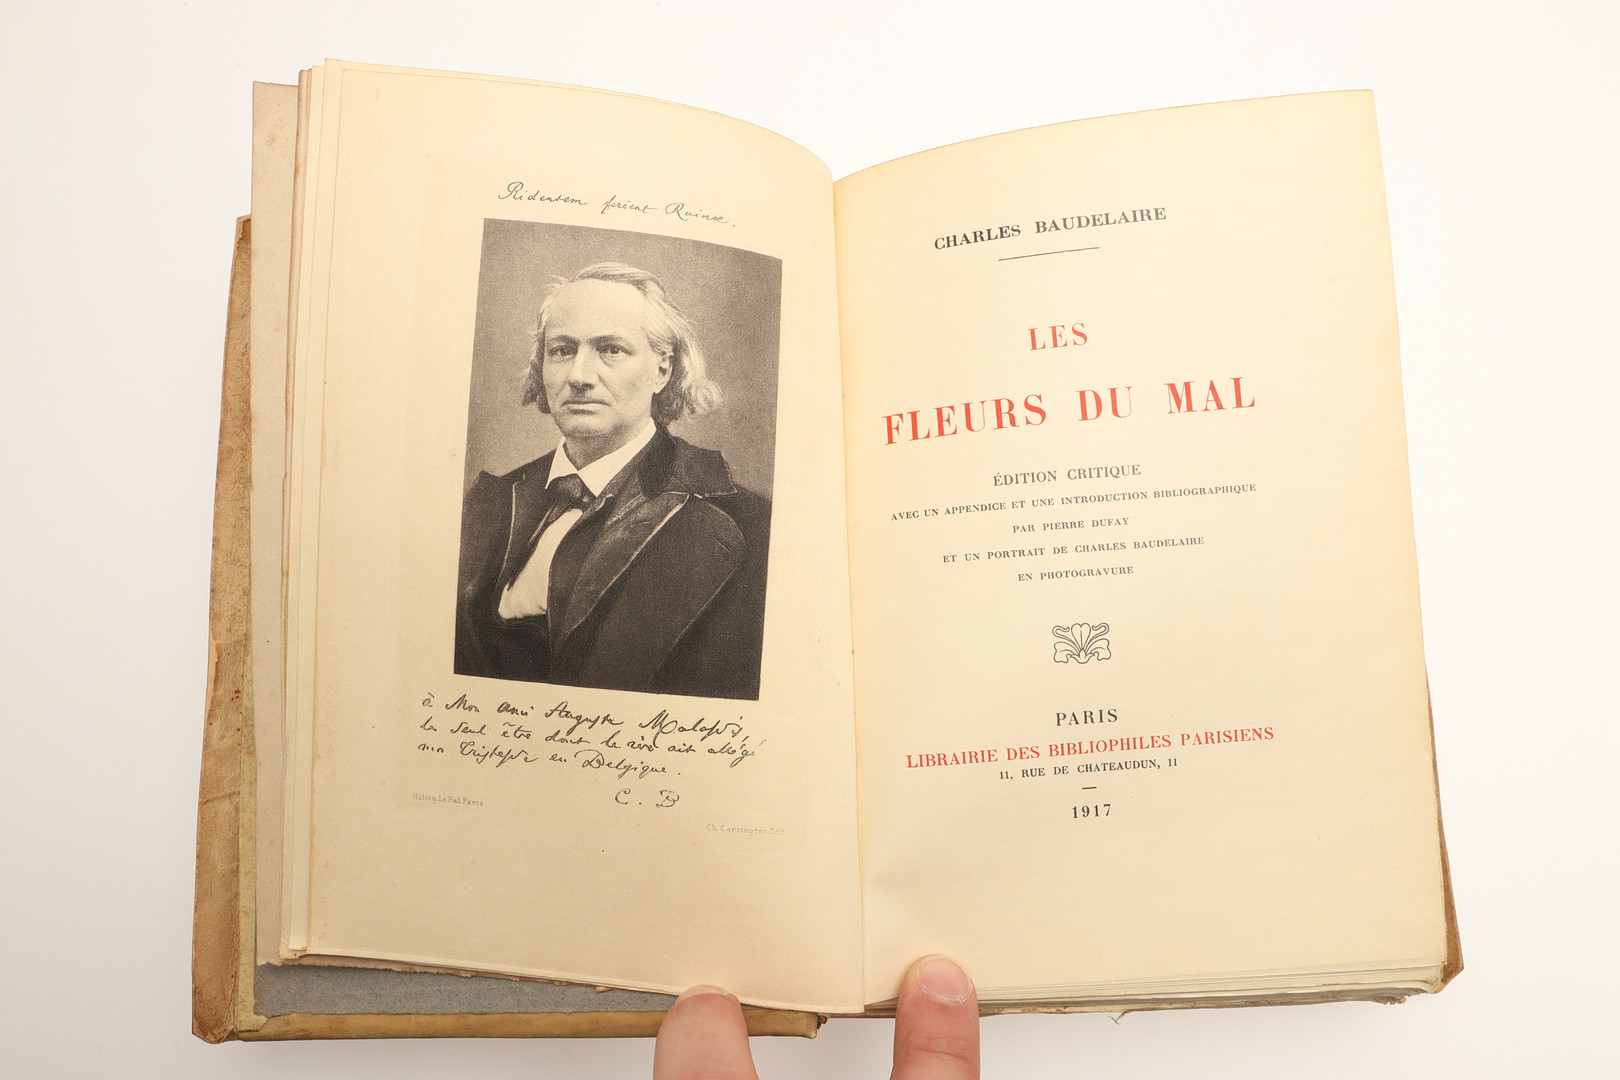 Ridentem ferient Ruinae.
à Mon ami Auguste Malassis,
le seul être dont le rire ait allégé
ma tristesse en Belgique.
C. B
Héliog. Le Rat, Paris
Ch. Carrington Edit.
CHARLES BAUDELAIRE
LES
FLEURS DU MAL
ÉDITION CRITIQUE
AVEC UN APPENDICE ET UNE INTRODUCTION BIBLIOGRAPHIQUE
PAR PIERRE DUFAY
ET UN PORTRAIT DE CHARLES BAUDELAIRE
EN PHOTOGRAVURE
PARIS
LIBRAIRIE DES BIBLIOPHILES PARISIENS
11, RUE DE CHATEAUDUN, 11
1917